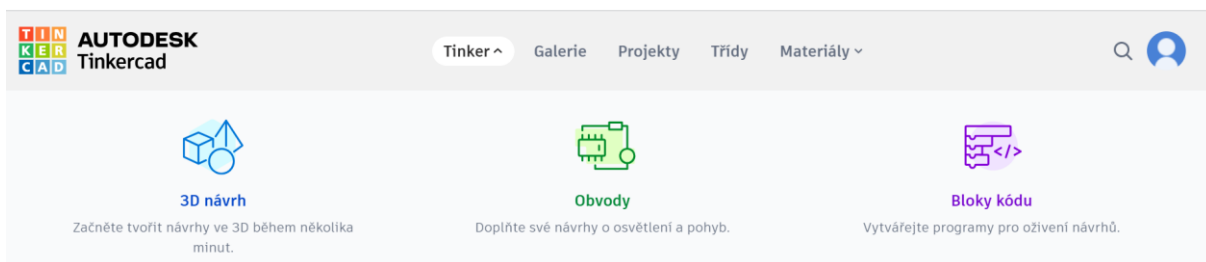 TIN
KER
CAD
AUTODESK
Tinkercad
Tinker Galerie Projekty Třídy Materiály
3D návrh
Začněte tvořit návrhy ve 3D během několika
minut.
Obvody
Doplňte své návrhy o osvětlení a pohyb.
Bloky kódu
Vytvářejte programy pro oživení návrhů.